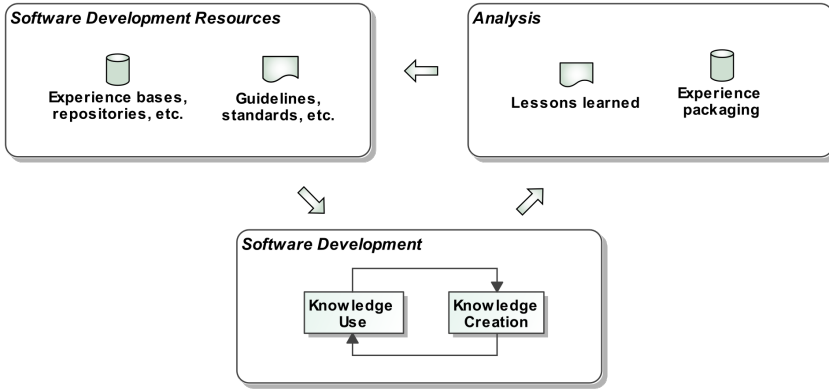 Software Development Resources
Experience bases,
repositories, etc.
Guidelines,
standards, etc.
Analysis
Lessons learned
Experience
packaging
Software Development
Knowledge
Use
Knowledge
Creation